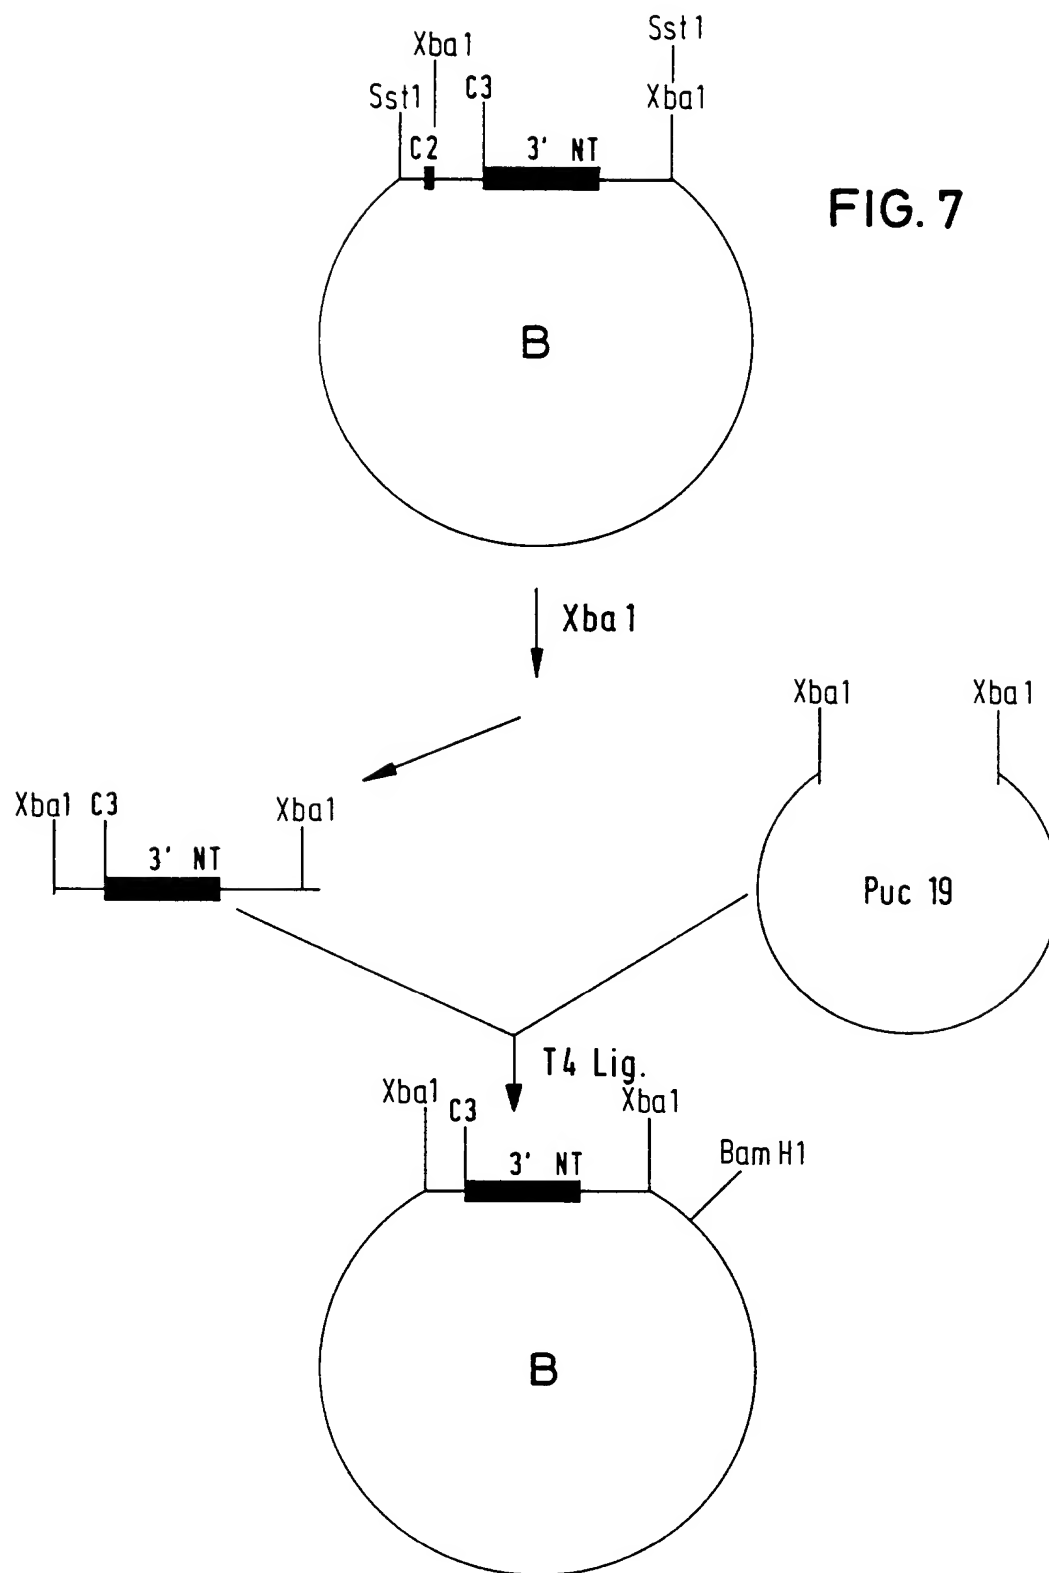 Sst1
Xba1
Sst1
C3
Xba1
C2
3' NT
FIG. 7
B
Xba1
Xba1
Xba1
Xba1
C3
Xba1
3' NT
Puc 19
T4 Lig.
Xba1
C3
Xba1
3' NT
Bam H1
B